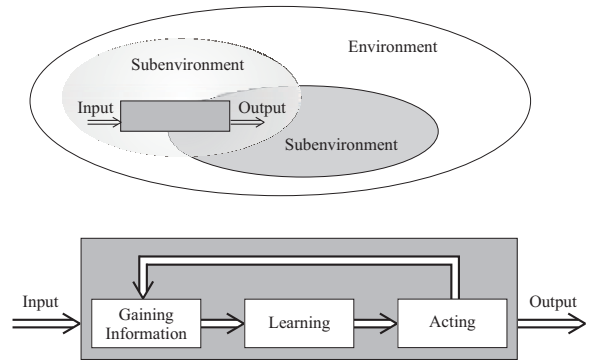 Environment
Subenvironment
Input
Output
Subenvironment
Input
Gaining
Information
Learning
Acting
Output